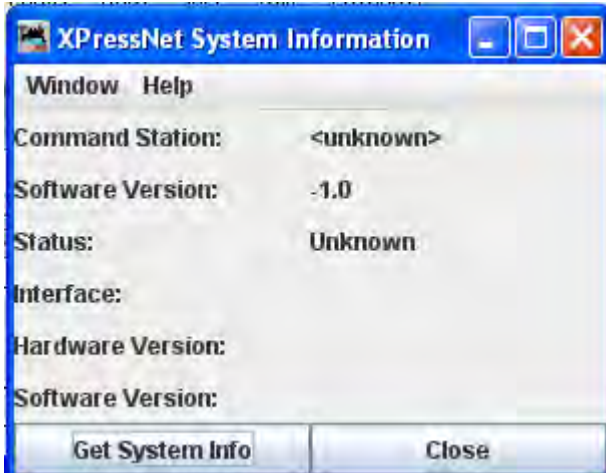 XPressNet System Information
Window Help
Command Station: <unknown>
Software Version: -1.0
Status: Unknown
Interface:
Hardware Version:
Software Version:
Get System Info Close